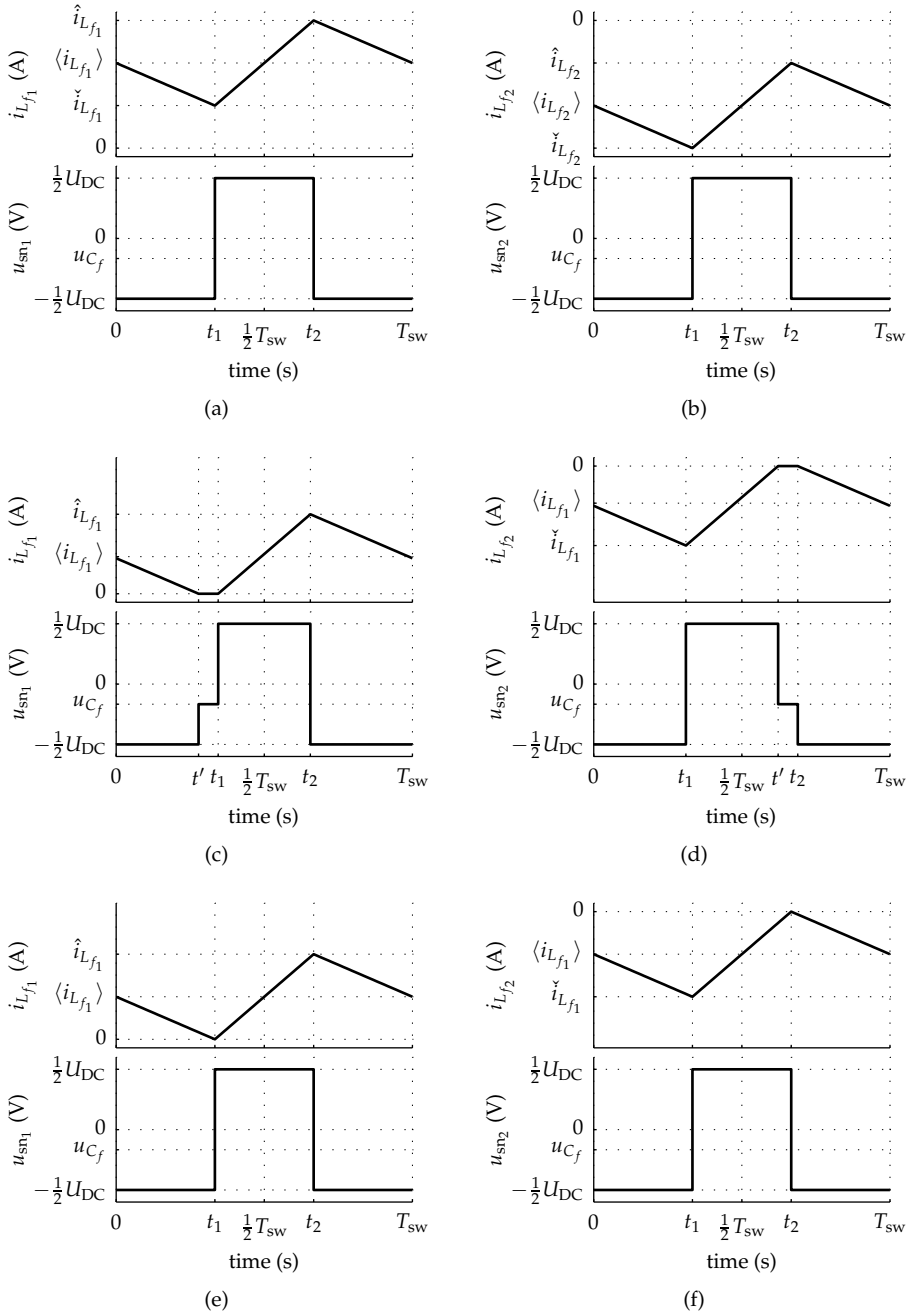 î_{L_{f_1}}
⟨i_{L_{f_1}}⟩
ǐ_{L_{f_1}}
0
i_{L_{f_1}} (A)
½U_DC
0
u_{C_f}
−½U_DC
u_{sn_1} (V)
0 t_1 ½T_sw t_2 T_sw
time (s)
(a)
0
î_{L_{f_2}}
⟨i_{L_{f_2}}⟩
ǐ_{L_{f_2}}
i_{L_{f_2}} (A)
½U_DC
0
u_{C_f}
−½U_DC
u_{sn_2} (V)
0 t_1 ½T_sw t_2 T_sw
time (s)
(b)
î_{L_{f_1}}
⟨i_{L_{f_1}}⟩
0
i_{L_{f_1}} (A)
½U_DC
0
u_{C_f}
−½U_DC
u_{sn_1} (V)
0 t′ t_1 ½T_sw t_2 T_sw
time (s)
(c)
0
⟨i_{L_{f_1}}⟩
ǐ_{L_{f_1}}
i_{L_{f_2}} (A)
½U_DC
0
u_{C_f}
−½U_DC
u_{sn_2} (V)
0 t_1 ½T_sw t′ t_2 T_sw
time (s)
(d)
î_{L_{f_1}}
⟨i_{L_{f_1}}⟩
0
i_{L_{f_1}} (A)
½U_DC
0
u_{C_f}
−½U_DC
u_{sn_1} (V)
0 t_1 ½T_sw t_2 T_sw
time (s)
(e)
0
⟨i_{L_{f_1}}⟩
ǐ_{L_{f_1}}
i_{L_{f_2}} (A)
½U_DC
0
u_{C_f}
−½U_DC
u_{sn_2} (V)
0 t_1 ½T_sw t_2 T_sw
time (s)
(f)